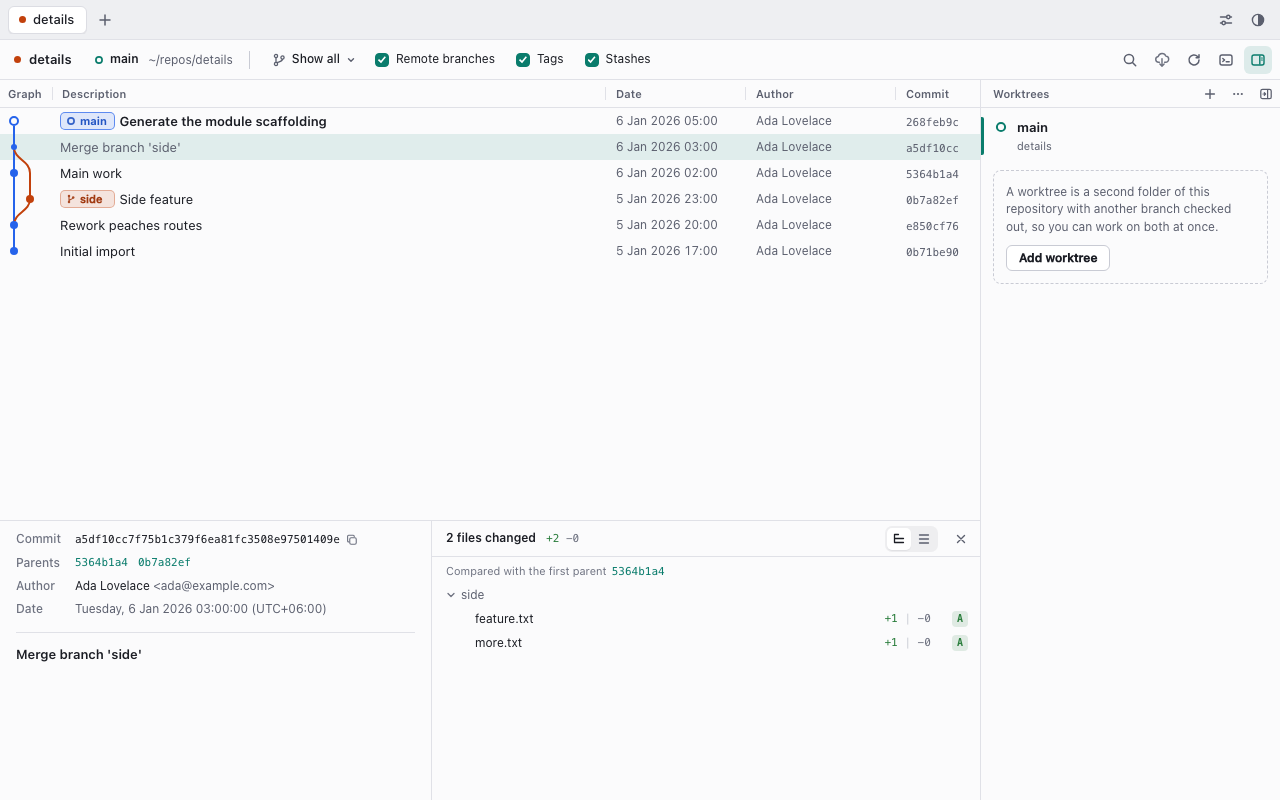 details
details main ~/repos/details Show all Remote branches Tags Stashes
Graph Description Date Author Commit Worktrees
main Generate the module scaffolding 6 Jan 2026 05:00 Ada Lovelace 268feb9c
Merge branch 'side' 6 Jan 2026 03:00 Ada Lovelace a5df10cc
Main work 6 Jan 2026 02:00 Ada Lovelace 5364b1a4
side Side feature 5 Jan 2026 23:00 Ada Lovelace 0b7a82ef
Rework peaches routes 5 Jan 2026 20:00 Ada Lovelace e850cf76
Initial import 5 Jan 2026 17:00 Ada Lovelace 0b71be90
main
details
A worktree is a second folder of this
repository with another branch checked
out, so you can work on both at once.
Add worktree
Commit a5df10cc7f75b1c379f6ea81fc3508e97501409e
Parents 5364b1a4 0b7a82ef
Author Ada Lovelace <ada@example.com>
Date Tuesday, 6 Jan 2026 03:00:00 (UTC+06:00)
Merge branch 'side'
2 files changed +2 −0
Compared with the first parent 5364b1a4
side
feature.txt +1 | −0 A
more.txt +1 | −0 A